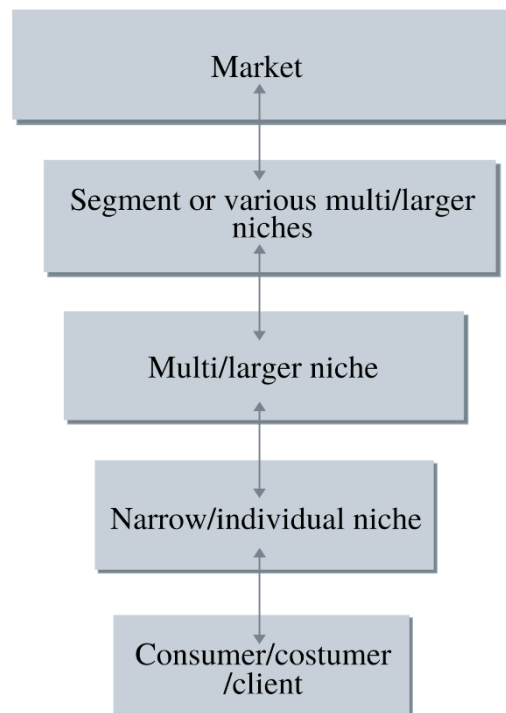 Market
Segment or various multi/larger
niches
Multi/larger niche
Narrow/individual niche
Consumer/costumer
/client